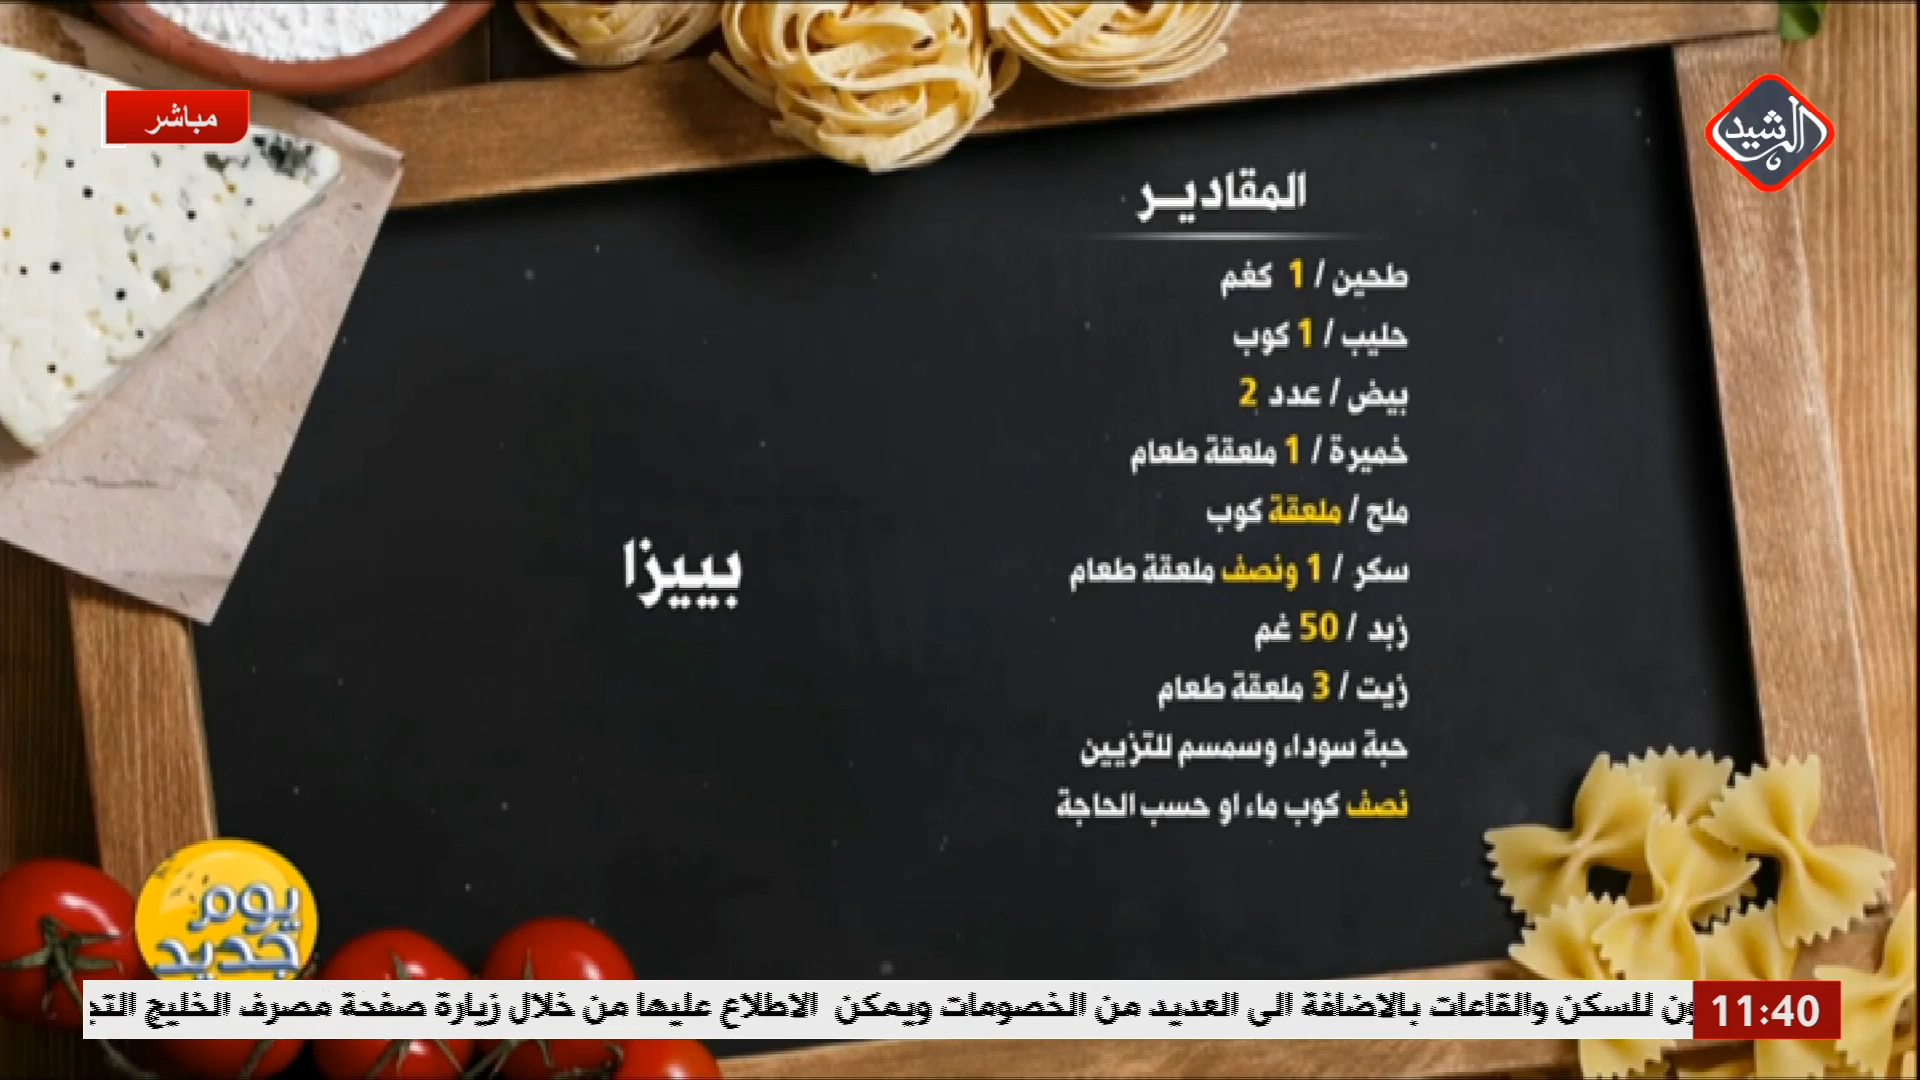 مباشر
الرشيد
المقادير
طحين / 1 كغم
حليب / 1 كوب
بيض / عدد 2
خميرة / 1 ملعقة طعام
ملح / ملعقة كوب
سكر / 1 ونصف ملعقة طعام
زبد / 50 غم
زيت / 3 ملعقة طعام
حبة سوداء وسمسم للتزيين
نصف كوب ماء او حسب الحاجة
بييزا
يوم
جديد
ون للسكن والقاعات بالاضافة الى العديد من الخصومات ويمكن الاطلاع عليها من خلال زيارة صفحة مصرف الخليج التج
11:40